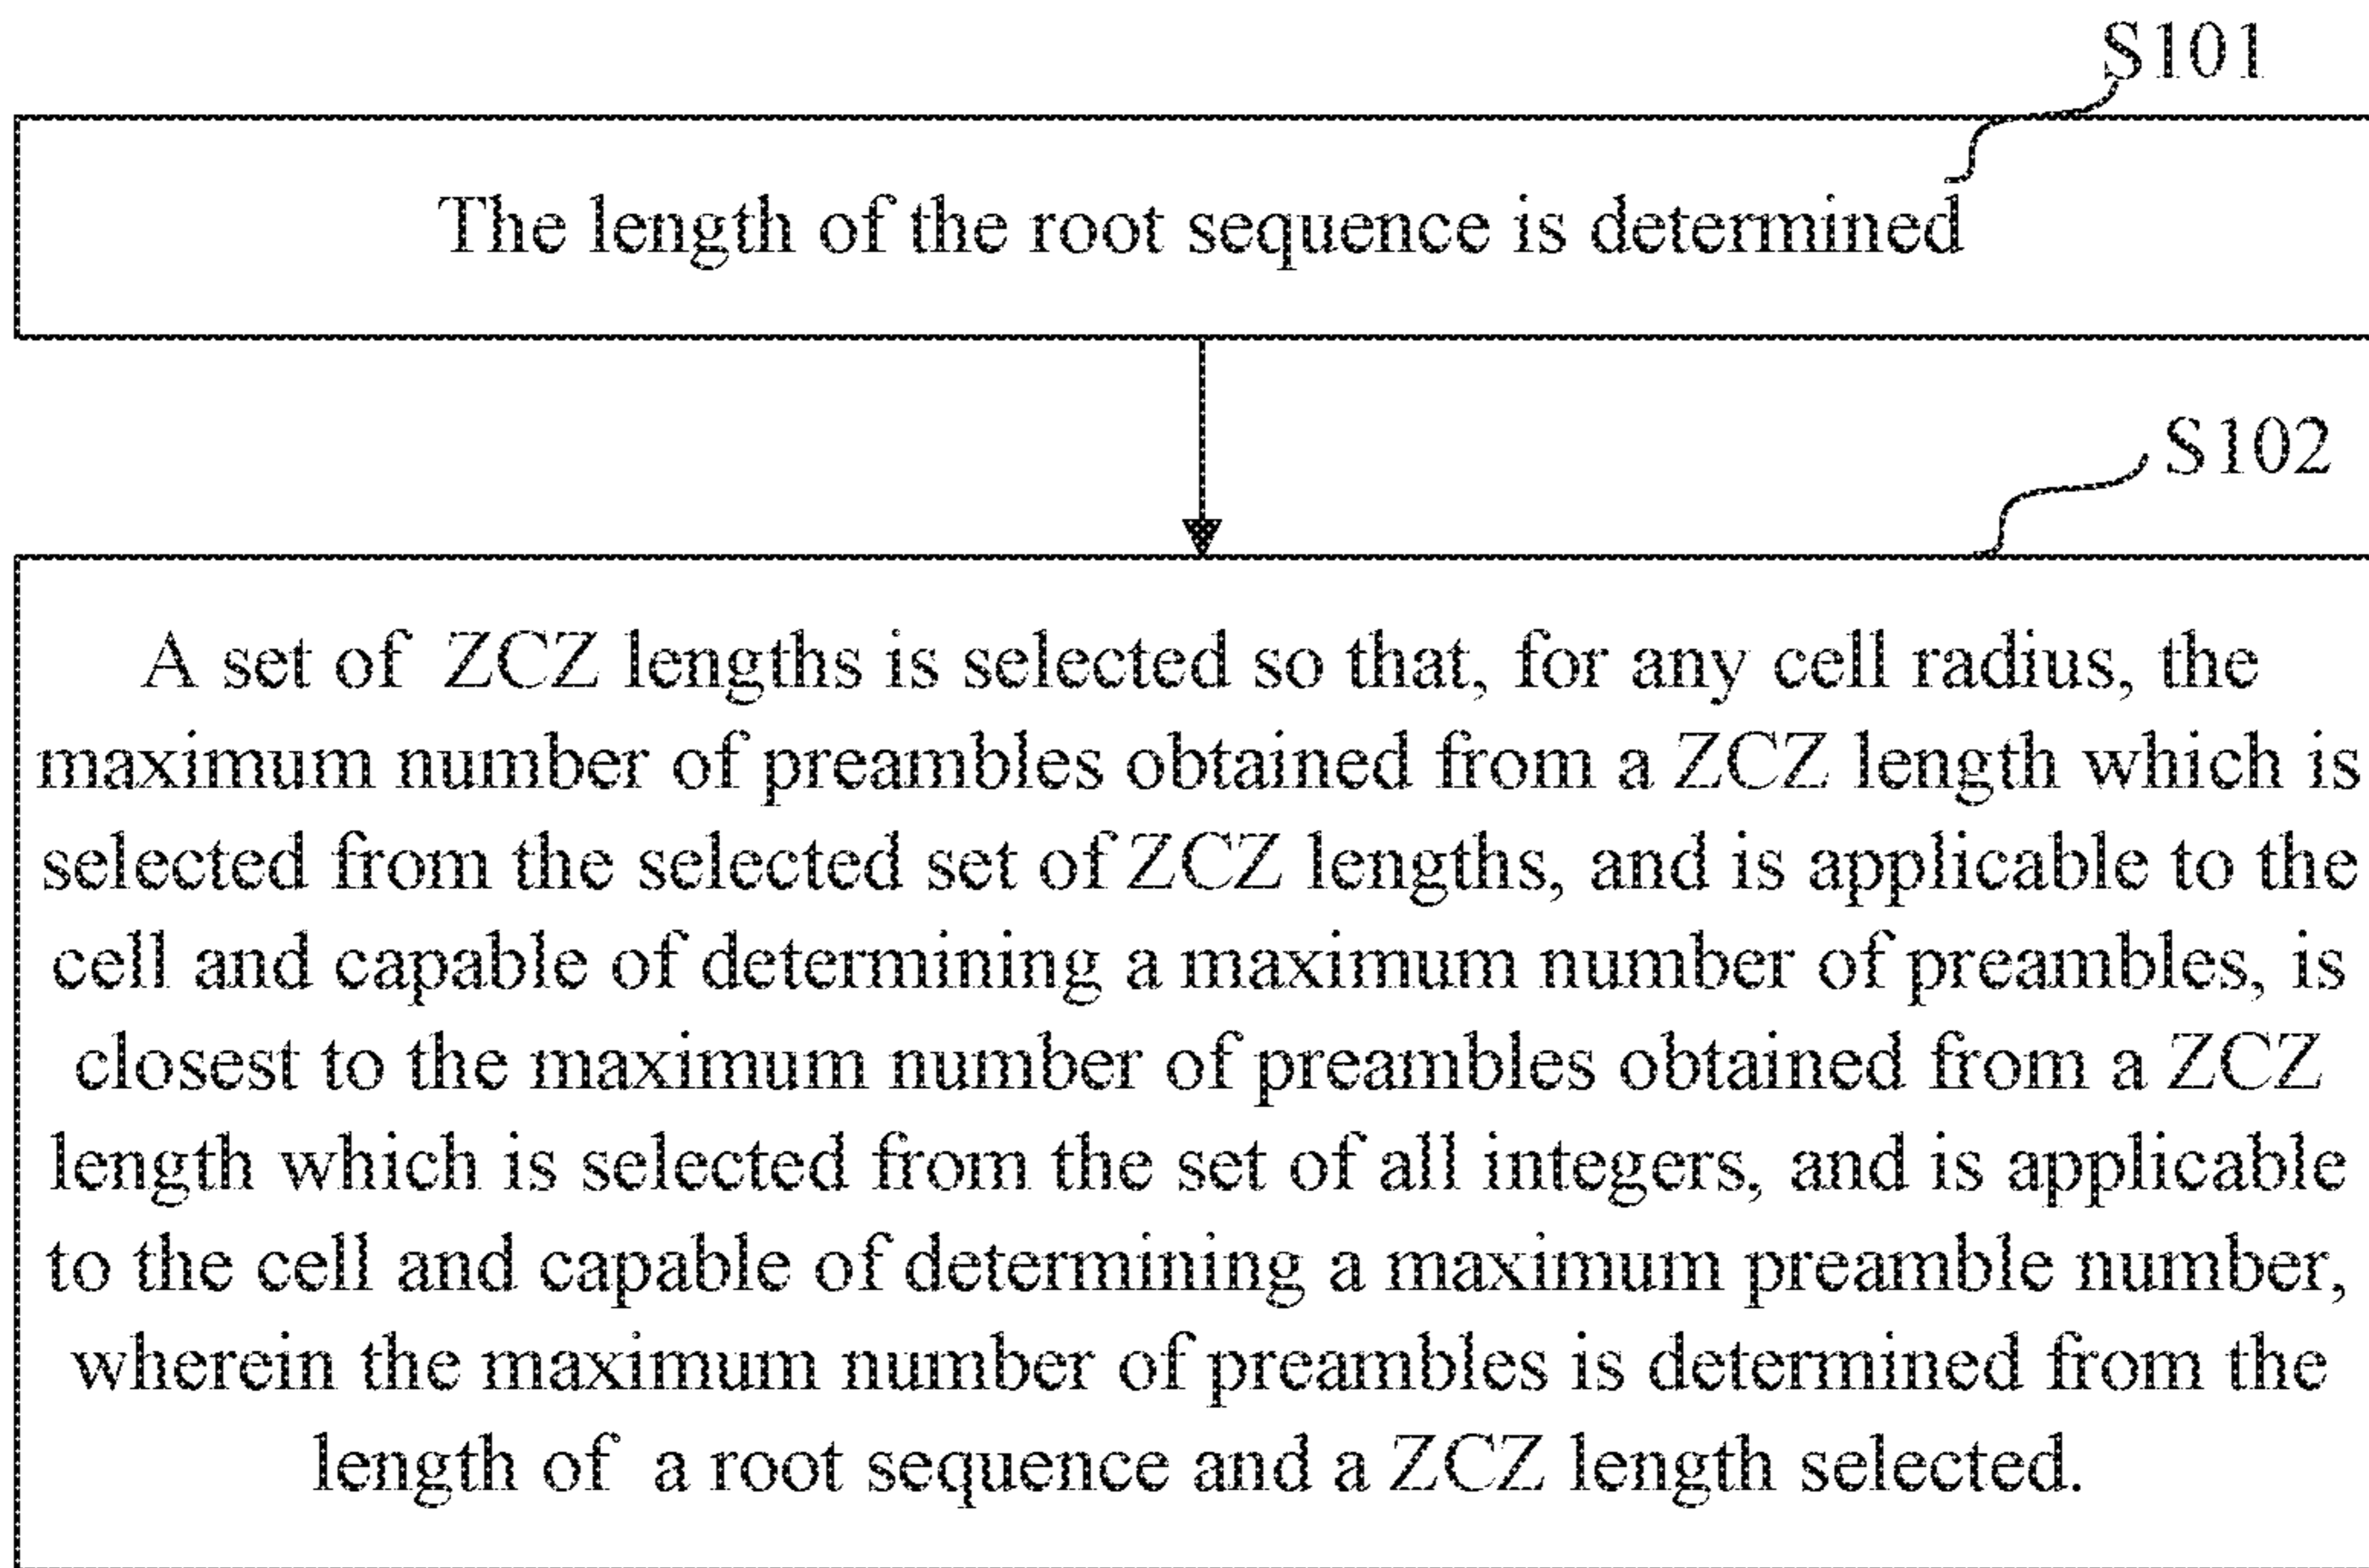 S101
The length of the root sequence is determined
S102
A set of ZCZ lengths is selected so that, for any cell radius, the
maximum number of preambles obtained from a ZCZ length which is
selected from the selected set of ZCZ lengths, and is applicable to the
cell and capable of determining a maximum number of preambles, is
closest to the maximum number of preambles obtained from a ZCZ
length which is selected from the set of all integers, and is applicable
to the cell and capable of determining a maximum preamble number,
wherein the maximum number of preambles is determined from the
length of a root sequence and a ZCZ length selected.